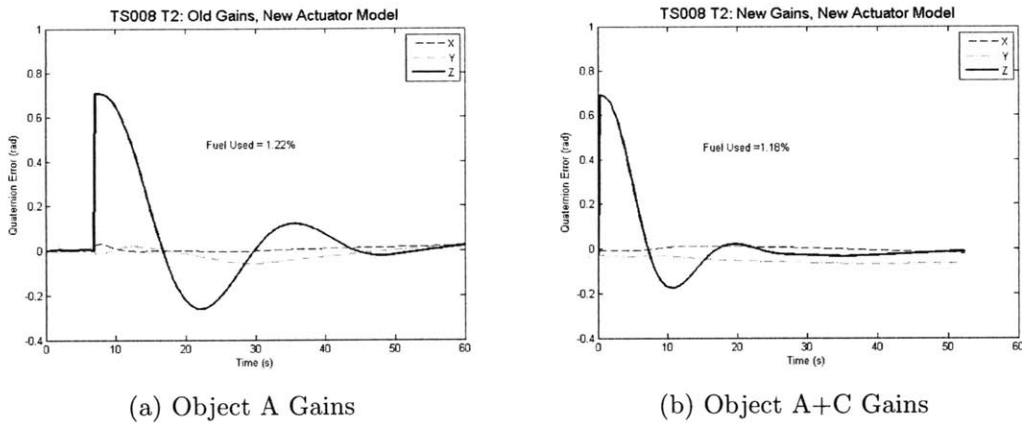 TS008 T2: Old Gains, New Actuator Model
1
0.8
0.6
0.4
0.2
0
-0.2
-0.4
Quaternion Error (rad)
X
Y
Z
Fuel Used = 1.22%
0 10 20 30 40 50 60
Time (s)
(a) Object A Gains
TS008 T2: New Gains, New Actuator Model
1
0.8
0.6
0.4
0.2
0
-0.2
-0.4
Quaternion Error (rad)
X
Y
Z
Fuel Used =1.18%
0 10 20 30 40 50 60
Time (s)
(b) Object A+C Gains